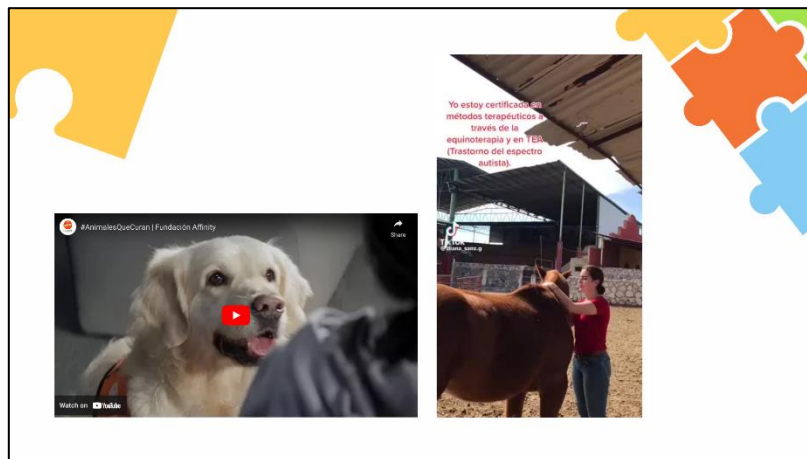 Yo estoy certificada en
métodos terapéuticos a
través de la
equinoterapia y en TEA
(Trastorno del espectro
autista).
#AnimalesQueCuran | Fundación Affinity
Share
TikTok
Watch on YouTube